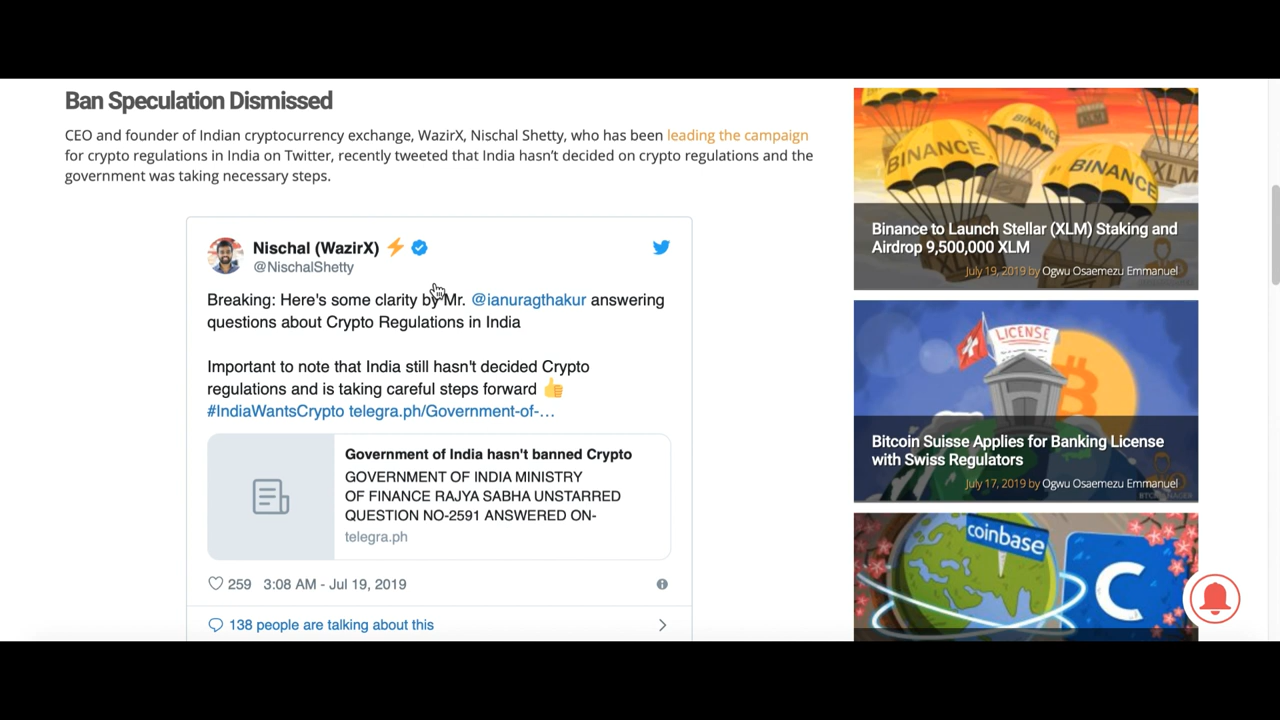 Ban Speculation Dismissed
CEO and founder of Indian cryptocurrency exchange, WazirX, Nischal Shetty, who has been leading the campaign
for crypto regulations in India on Twitter, recently tweeted that India hasn't decided on crypto regulations and the
government was taking necessary steps.
Nischal (WazirX) ⚡
@NischalShetty
Breaking: Here's some clarity by Mr. @ianuragthakur answering
questions about Crypto Regulations in India
Important to note that India still hasn't decided Crypto
regulations and is taking careful steps forward 👍
#IndiaWantsCrypto telegra.ph/Government-of-…
Government of India hasn't banned Crypto
GOVERNMENT OF INDIA MINISTRY
OF FINANCE RAJYA SABHA UNSTARRED
QUESTION NO-2591 ANSWERED ON-
telegra.ph
259 3:08 AM - Jul 19, 2019
138 people are talking about this
BINANCE
BINANCE
BINANCE
XLM
XLM
Binance to Launch Stellar (XLM) Staking and
Airdrop 9,500,000 XLM
July 19, 2019 by Ogwu Osaemezu Emmanuel
LICENSE
Bitcoin Suisse Applies for Banking License
with Swiss Regulators
July 17, 2019 by Ogwu Osaemezu Emmanuel
coinbase
C